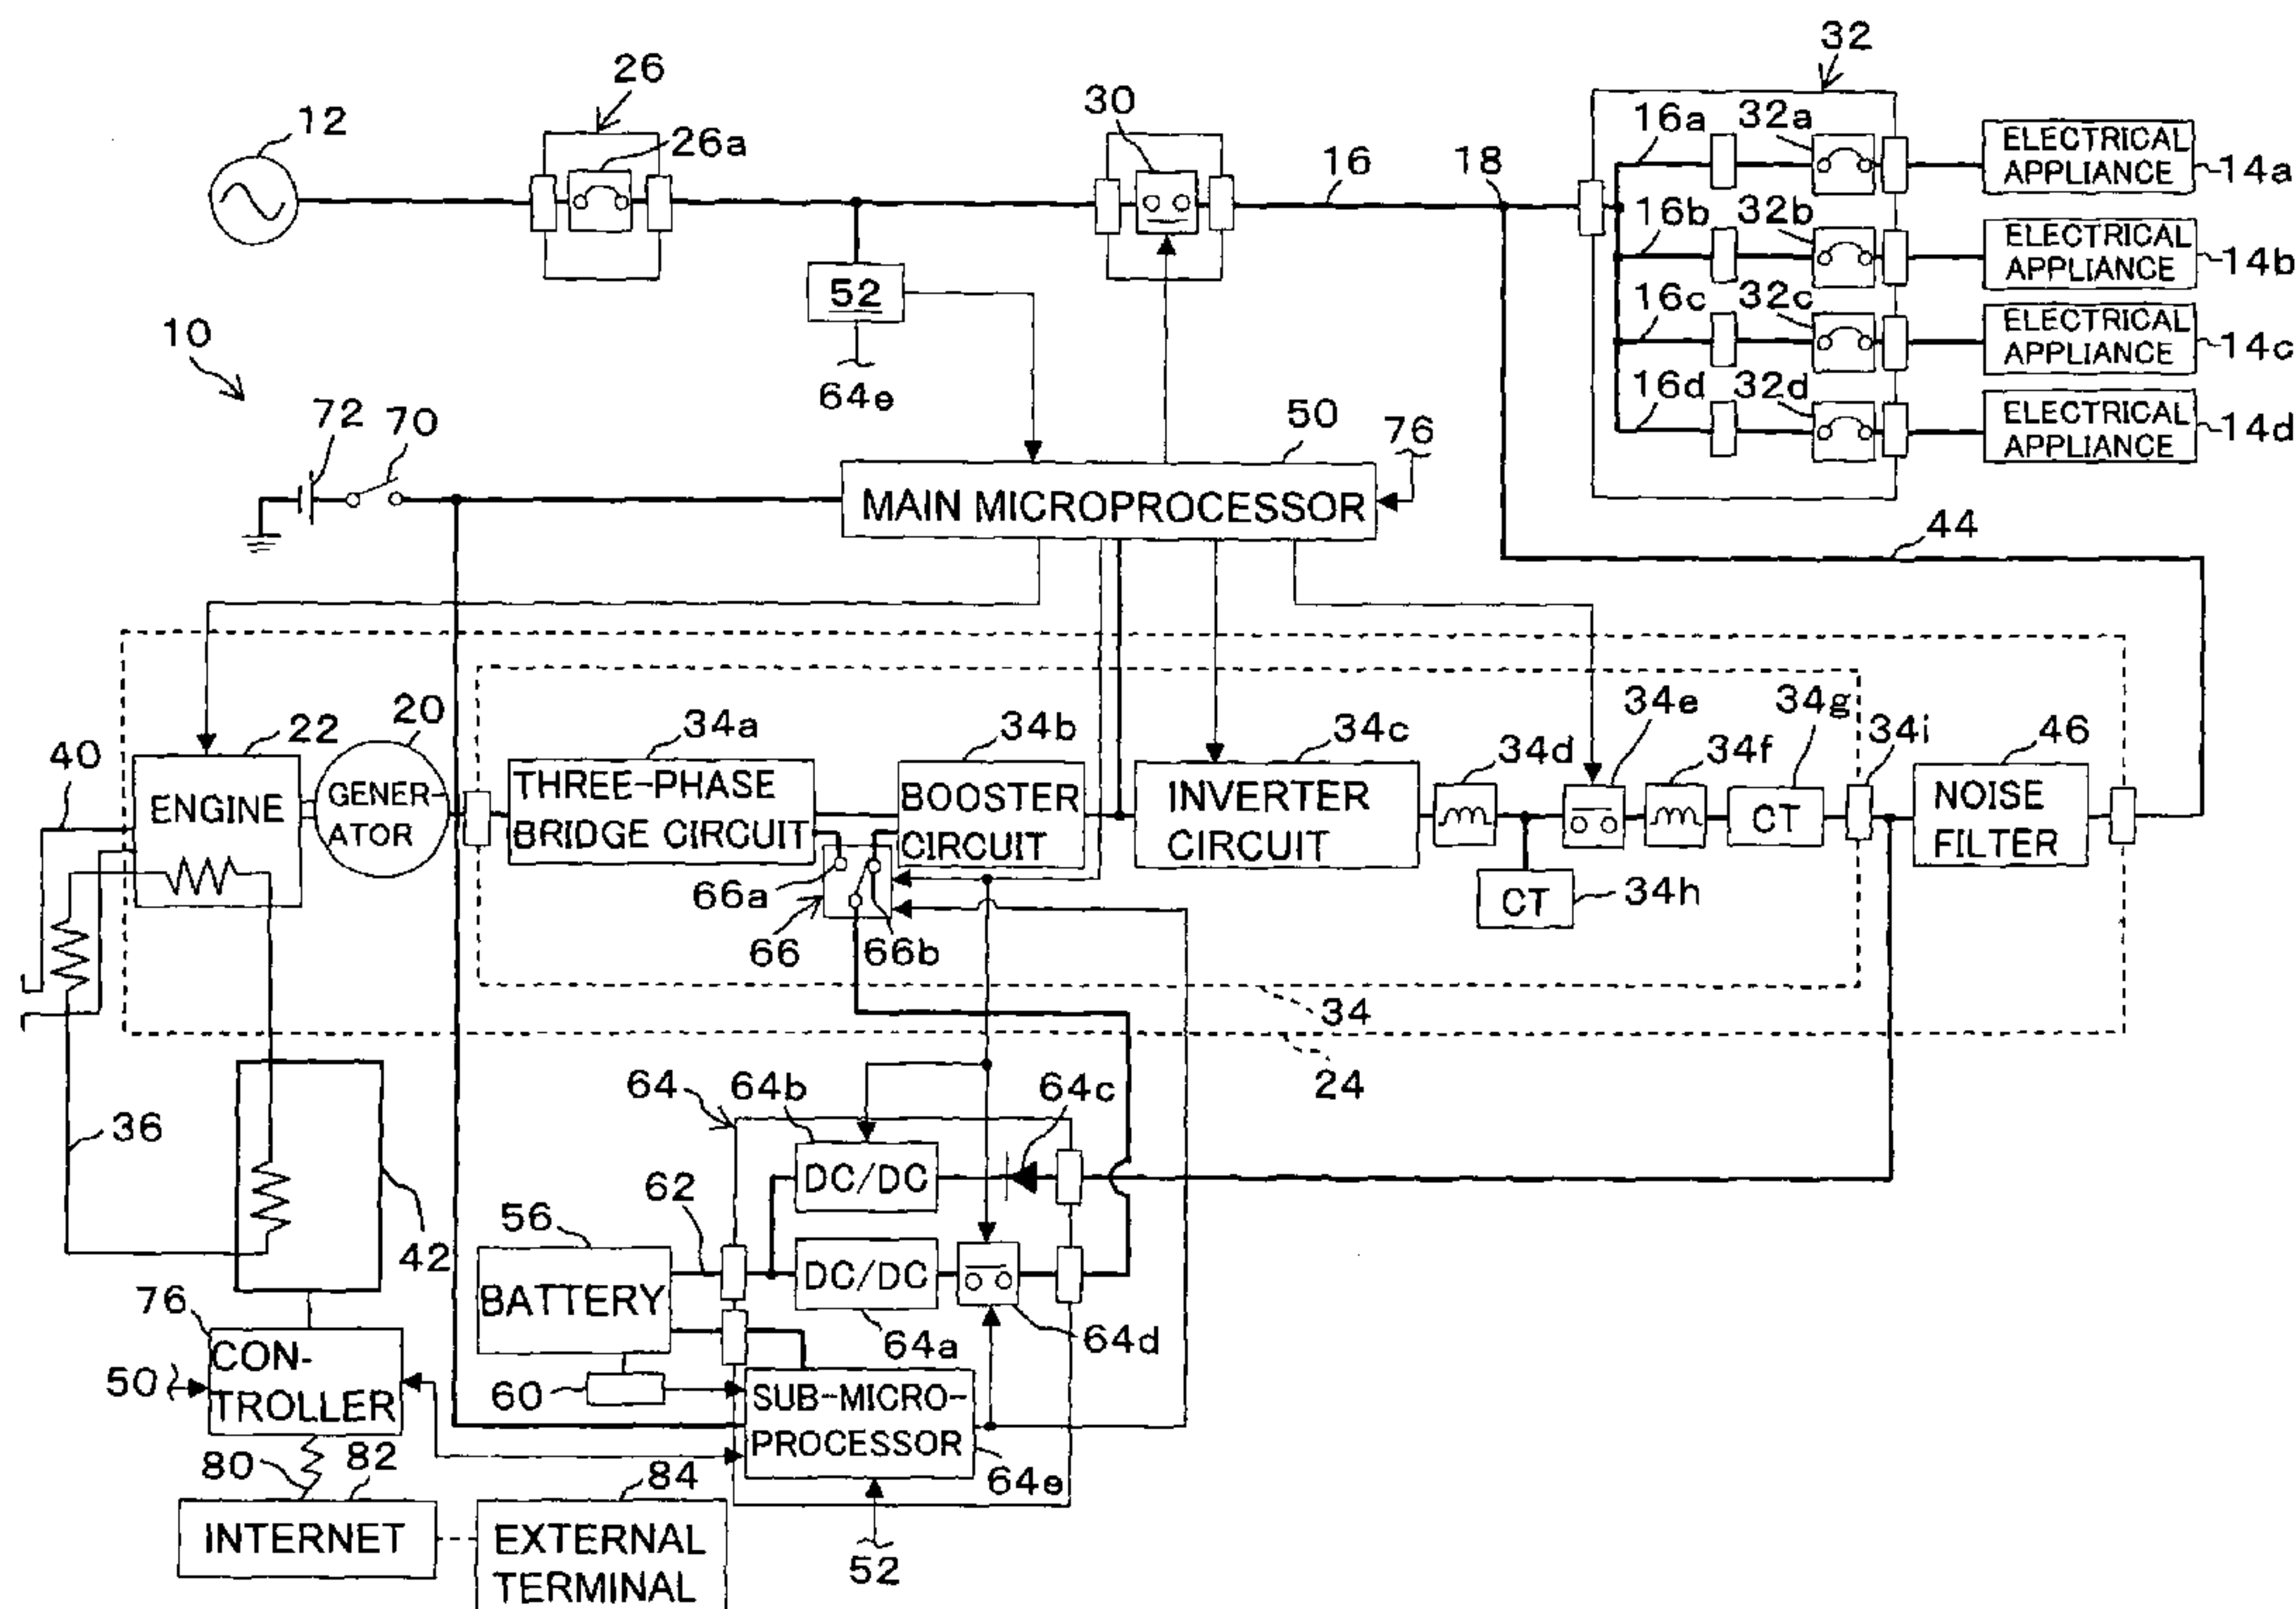 32
26
12
26a
30
16
18
16a
32a
ELECTRICAL
APPLIANCE
14a
16b
32b
ELECTRICAL
APPLIANCE
14b
16c
32c
ELECTRICAL
APPLIANCE
14c
16d
32d
ELECTRICAL
APPLIANCE
14d
52
64e
10
72
70
50
76
MAIN MICROPROCESSOR
44
40
22
20
34a
34b
34c
34d
34e
34f
34g
34i
46
ENGINE
GENER-
ATOR
THREE-PHASE
BRIDGE CIRCUIT
BOOSTER
CIRCUIT
INVERTER
CIRCUIT
CT
NOISE
FILTER
CT
34h
66a
66
66b
34
24
36
42
64
64b
64c
DC/DC
62
56
BATTERY
DC/DC
64a
64d
76
CON-
TROLLER
50
60
SUB-MICRO-
PROCESSOR
64e
80
82
84
INTERNET
EXTERNAL
TERMINAL
52